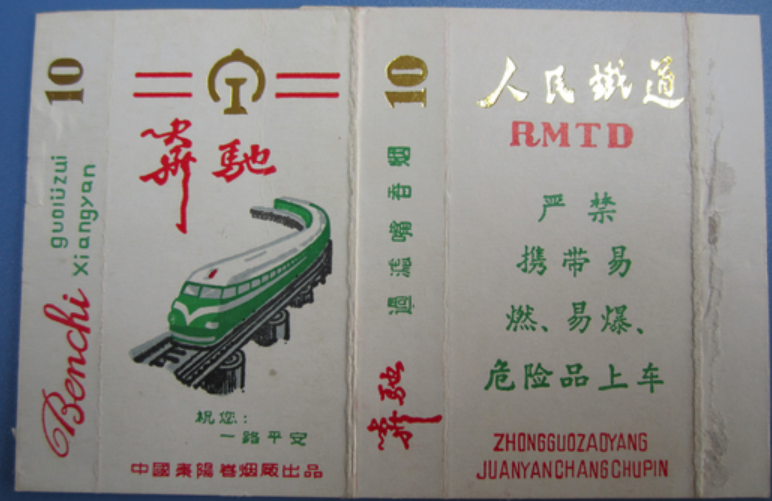 10
guolüzui
Xiangyan
Benchi
奔馳
祝您:
一路平安
中國枣陽卷烟厰出品
10
過滤嘴香烟
奔馳
人民鐵道
RMTD
严禁
携带易
燃、易爆、
危险品上车
ZHONGGUOZAOYANG
JUANYANCHANGCHUPIN